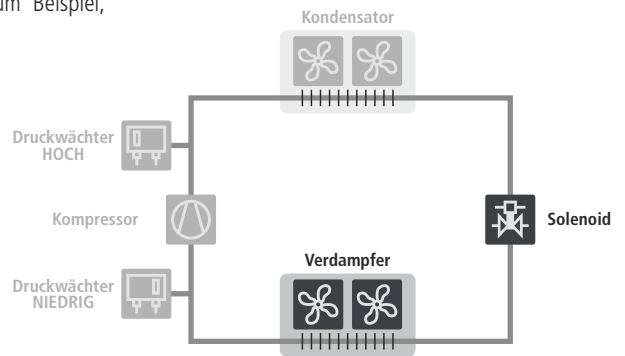 um Beispiel,
Kondensator
Druckwächter
HOCH
Kompressor
Solenoid
Verdampfer
Druckwächter
NIEDRIG